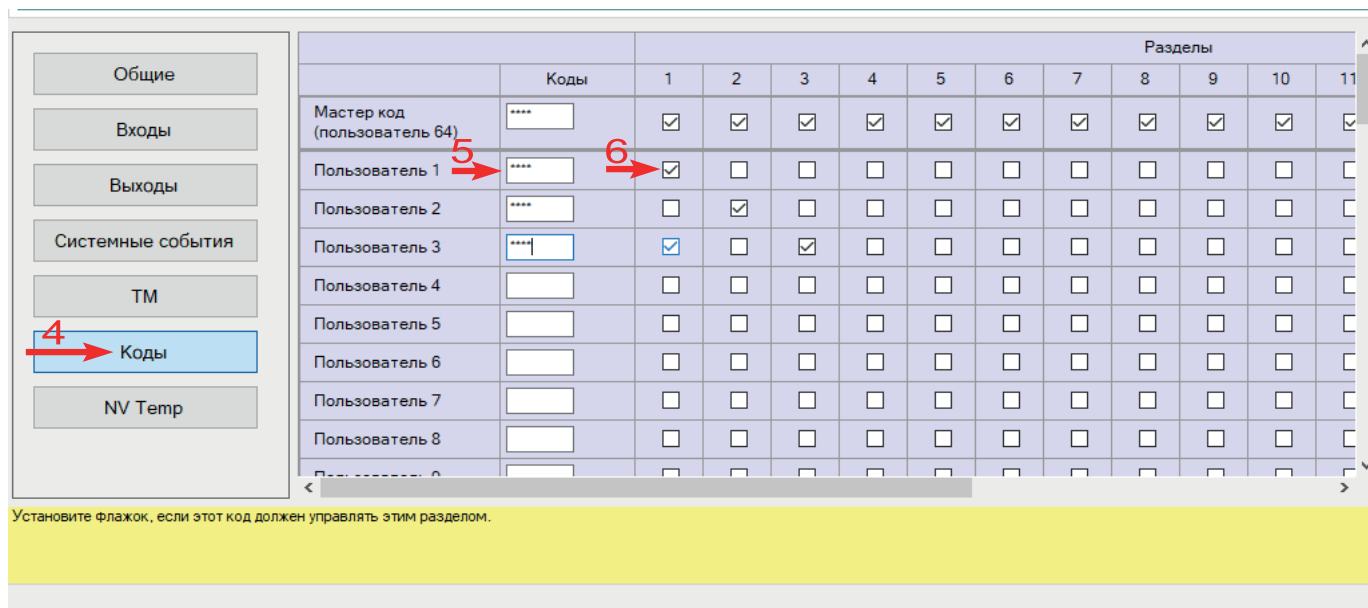 Общие
Входы
Выходы
Системные события
ТМ
4
Коды
NV Temp
Разделы
Коды 1 2 3 4 5 6 7 8 9 10 11
Мастер код
(пользователь 64) ****
Пользователь 1 5 **** 6
Пользователь 2 ****
Пользователь 3 ****
Пользователь 4
Пользователь 5
Пользователь 6
Пользователь 7
Пользователь 8
Установите флажок, если этот код должен управлять этим разделом.